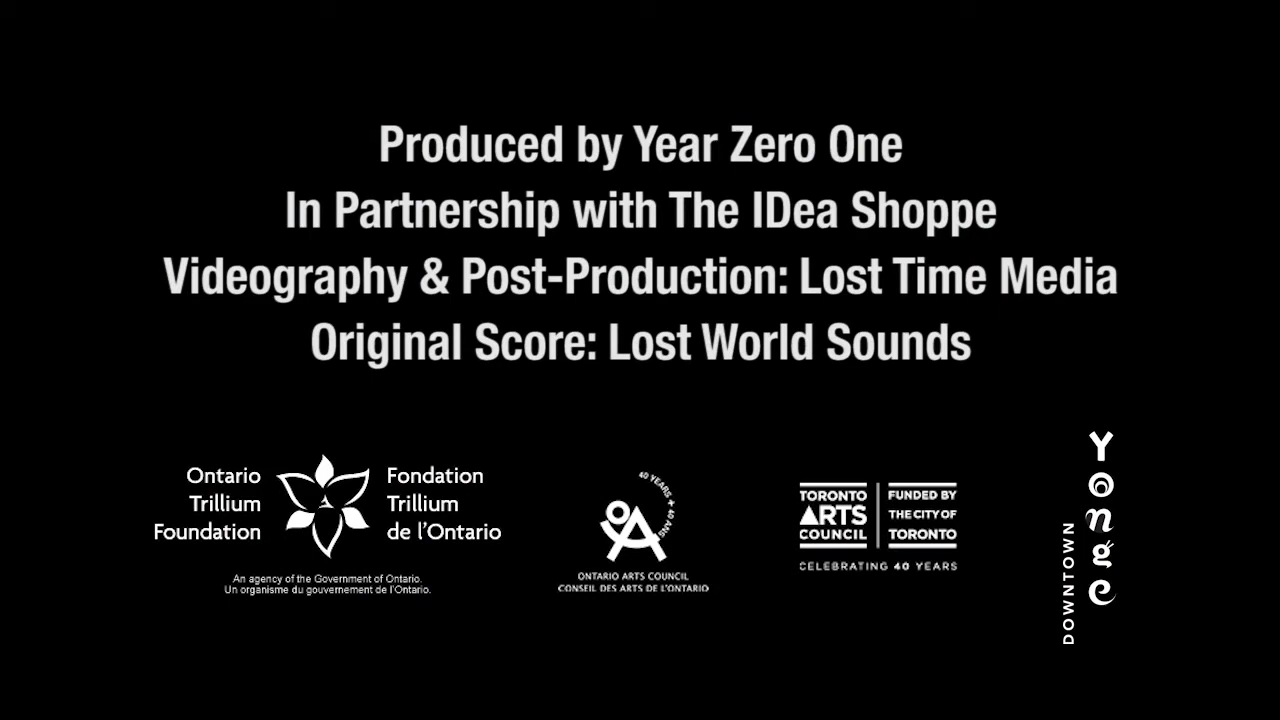 Produced by Year Zero One
In Partnership with The IDea Shoppe
Videography & Post-Production: Lost Time Media
Original Score: Lost World Sounds
Ontario
Trillium
Foundation
Fondation
Trillium
de l'Ontario
An agency of the Government of Ontario.
Un organisme du gouvernement de l'Ontario.
40 YEARS + 40 ANS
OA
ONTARIO ARTS COUNCIL
CONSEIL DES ARTS DE L'ONTARIO
TORONTO
ARTS
COUNCIL
FUNDED BY
THE CITY OF
TORONTO
CELEBRATING 40 YEARS
DOWNTOWN
Yonge